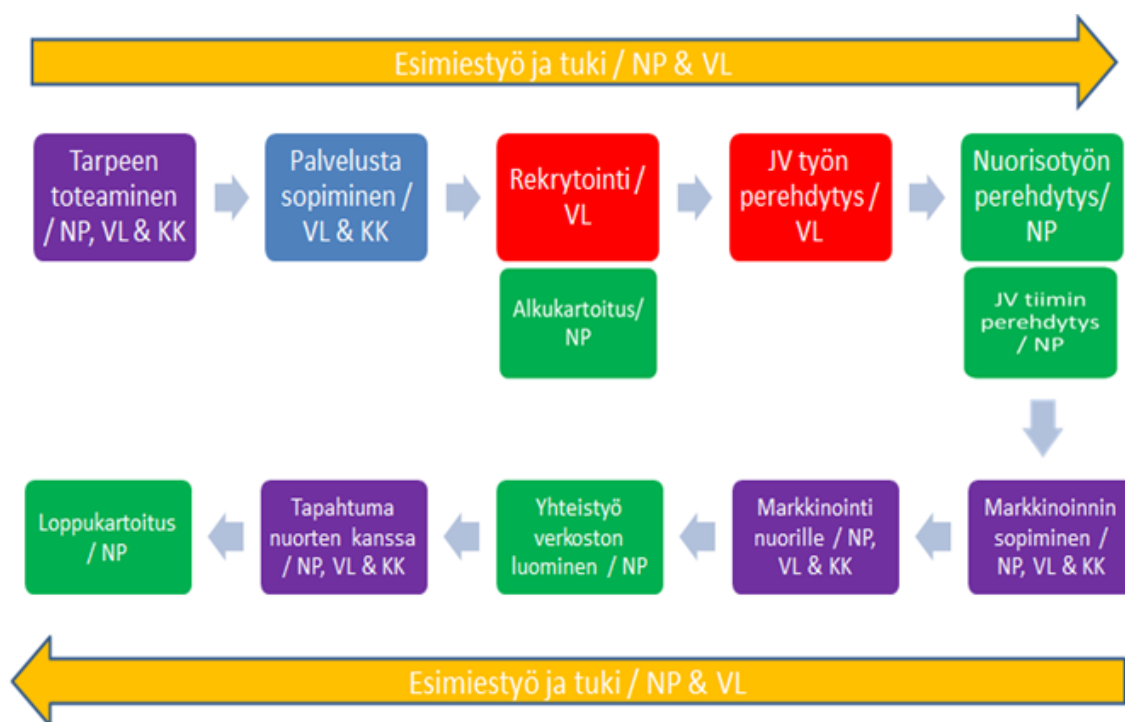 Esimiestyö ja tuki / NP & VL
Tarpeen
toteaminen
/ NP, VL & KK
Palvelusta
sopiminen /
VL & KK
Rekrytointi /
VL
JV työn
perehdytys /
VL
Nuorisotyön
perehdytys/
NP
Alkukartoitus/
NP
JV tiimin
perehdytys
/ NP
Loppukartoitus
/ NP
Tapahtuma
nuorten kanssa
/ NP, VL & KK
Yhteistyö
verkoston
luominen / NP
Markkinointi
nuorille / NP,
VL & KK
Markkinoinnin
sopiminen /
NP, VL & KK
Esimiestyö ja tuki / NP & VL